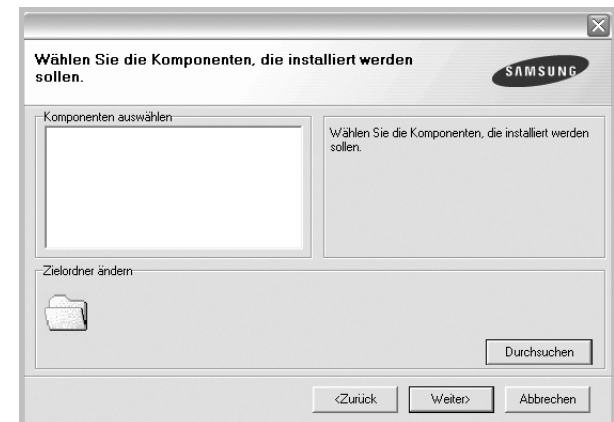 Wählen Sie die Komponenten, die installiert werden
sollen.
SAMSUNG
Komponenten auswählen
Wählen Sie die Komponenten, die installiert werden
sollen.
Zielordner ändern
Durchsuchen
<Zurück
Weiter>
Abbrechen